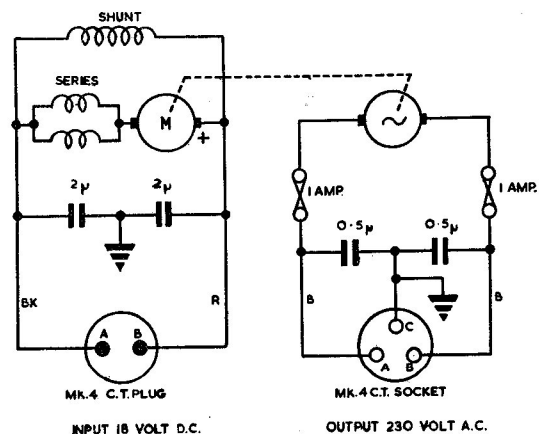 SHUNT
SERIES
M
+
2μ
2μ
1 AMP.
1 AMP.
0·5μ
0·5μ
BK
R
B
B
A
B
C
A
B
MK.4 C.T. PLUG
MK.4 C.T. SOCKET
INPUT 18 VOLT D.C.
OUTPUT 230 VOLT A.C.